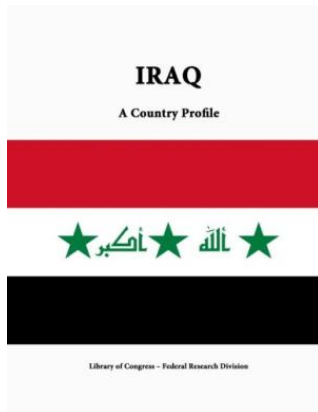 IRAQ
A Country Profile
الله أكبر
Library of Congress – Federal Research Division